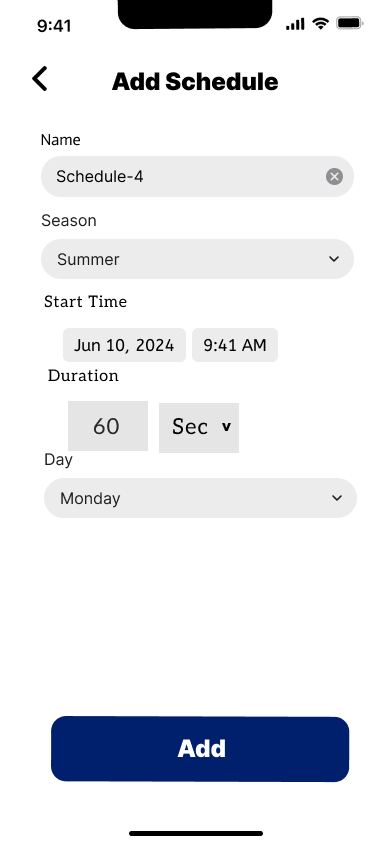 9:41
Add Schedule
Name
Schedule-4
Season
Summer
Start Time
Jun 10, 2024 9:41 AM
Duration
60 Sec v
Day
Monday
Add